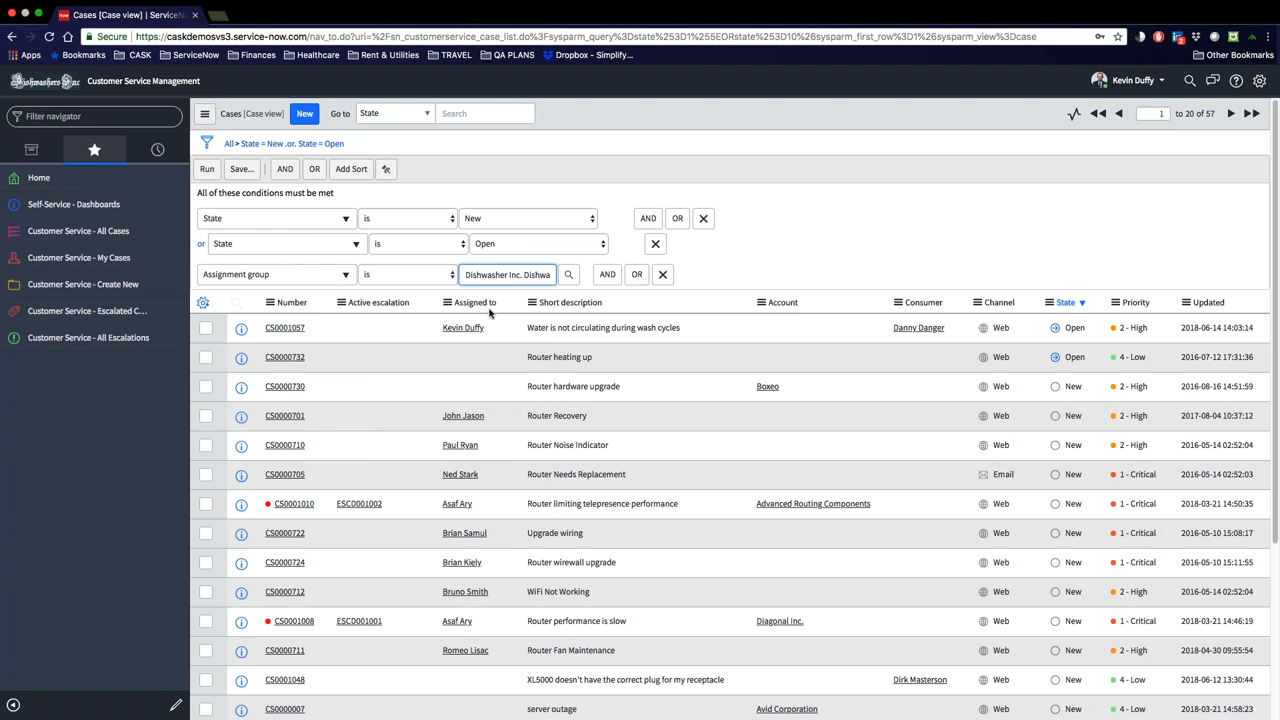 Cases [Case view] | ServiceN
Secure https://caskdemosvs3.service-now.com/nav_to.do?uri=%2Fsn_customerservice_case_list.do%3Fsysparm_query%3Dstate%253D1%255EORstate%253D10%26sysparm_first_row%3D1%26sysparm_view%3Dcase
Apps Bookmarks CASK ServiceNow Finances Healthcare Rent & Utilities TRAVEL QA PLANS Dropbox - Simplify... Other Bookmarks
Dishwashers Inc. Customer Service Management Kevin Duffy
Filter navigator
Home
Self-Service - Dashboards
Customer Service - All Cases
Customer Service - My Cases
Customer Service - Create New
Customer Service - Escalated C...
Customer Service - All Escalations
Cases [Case view] New Go to State Search 1 to 20 of 57
All > State = New .or. State = Open
Run Save... AND OR Add Sort
All of these conditions must be met
State is New AND OR
or State is Open
Assignment group is Dishwasher Inc. Dishwa AND OR
Number Active escalation Assigned to Short description Account Consumer Channel State Priority Updated
CS0001057 Kevin Duffy Water is not circulating during wash cycles Danny Danger Web Open 2 - High 2018-06-14 14:03:14
CS0000732 Router heating up Web Open 4 - Low 2016-07-12 17:31:36
CS0000730 Router hardware upgrade Boxeo Web New 2 - High 2016-08-16 14:51:59
CS0000701 John Jason Router Recovery Web New 2 - High 2017-08-04 10:37:12
CS0000710 Paul Ryan Router Noise Indicator Web New 2 - High 2016-05-14 02:52:04
CS0000705 Ned Stark Router Needs Replacement Email New 1 - Critical 2016-05-14 02:52:03
CS0001010 ESCD001002 Asaf Ary Router limiting telepresence performance Advanced Routing Components Web New 1 - Critical 2018-03-21 14:50:35
CS0000722 Brian Samul Upgrade wiring Web New 1 - Critical 2016-05-10 15:08:17
CS0000724 Brian Kiely Router wirewall upgrade Web New 1 - Critical 2016-05-10 15:11:55
CS0000712 Bruno Smith WiFi Not Working Web New 2 - High 2016-05-14 02:52:04
CS0001008 ESCD001001 Asaf Ary Router performance is slow Diagonal Inc. Web New 1 - Critical 2018-03-21 14:46:19
CS0000711 Romeo Lisac Router Fan Maintenance Web New 2 - High 2018-04-30 09:55:54
CS0001048 XL5000 doesn't have the correct plug for my receptacle Dirk Masterson Web New 4 - Low 2018-06-12 13:30:44
CS0000007 server outage Avid Corporation Web New 4 - Low 2018-03-21 14:58:23